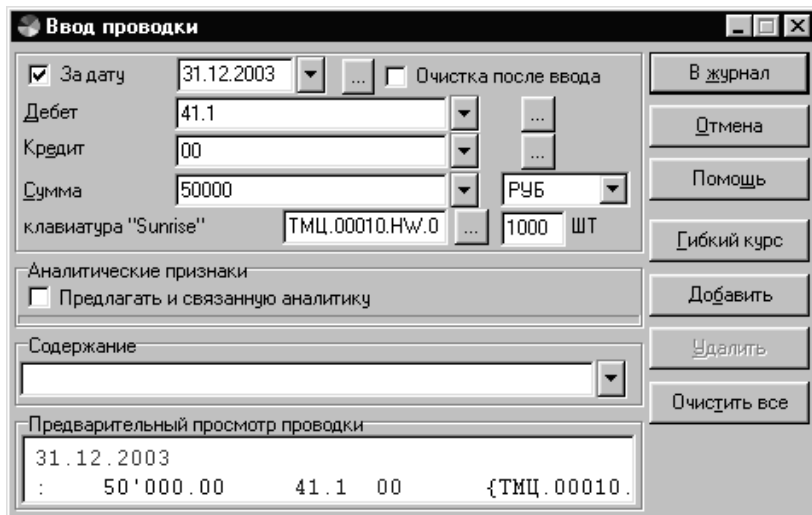 Ввод проводки
За дату 31.12.2003 ... Очистка после ввода
Дебет 41.1 ...
Кредит 00 ...
Сумма 50000 РУБ
клавиатура "Sunrise" ТМЦ.00010.HW.0 ... 1000 ШТ
Аналитические признаки
Предлагать и связанную аналитику
Содержание
Предварительный просмотр проводки
31.12.2003
: 50'000.00 41.1 00 {ТМЦ.00010.
В журнал
Отмена
Помощь
Гибкий курс
Добавить
Удалить
Очистить все